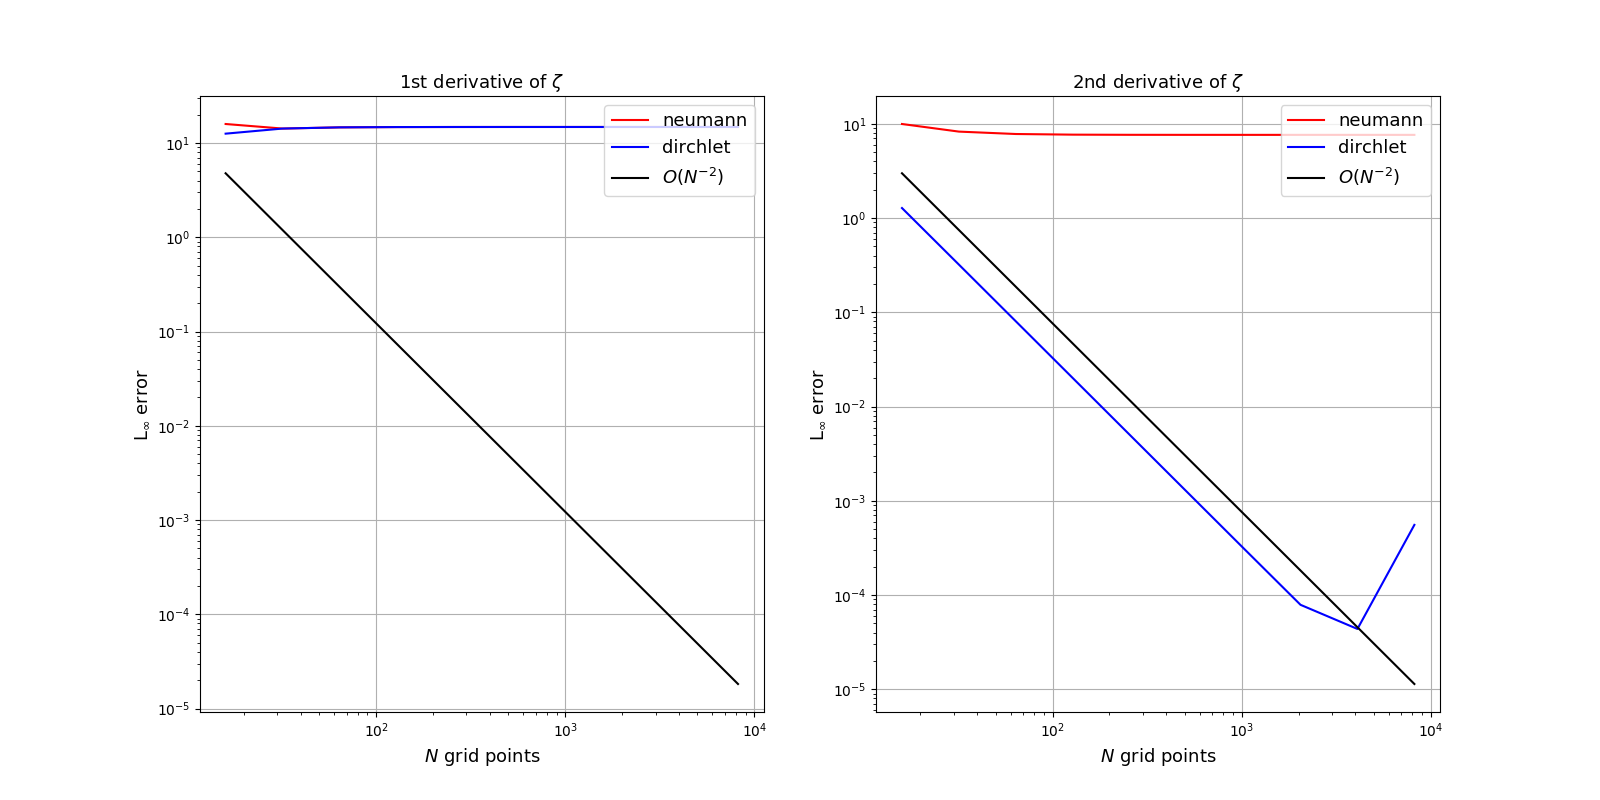 1st derivative of ζ
neumann
dirchlet
O(N⁻²)
10¹
10⁰
10⁻¹
10⁻²
10⁻³
10⁻⁴
10⁻⁵
L∞ error
10²
10³
10⁴
N grid points
2nd derivative of ζ
neumann
dirchlet
O(N⁻²)
10¹
10⁰
10⁻¹
10⁻²
10⁻³
10⁻⁴
10⁻⁵
L∞ error
10²
10³
10⁴
N grid points